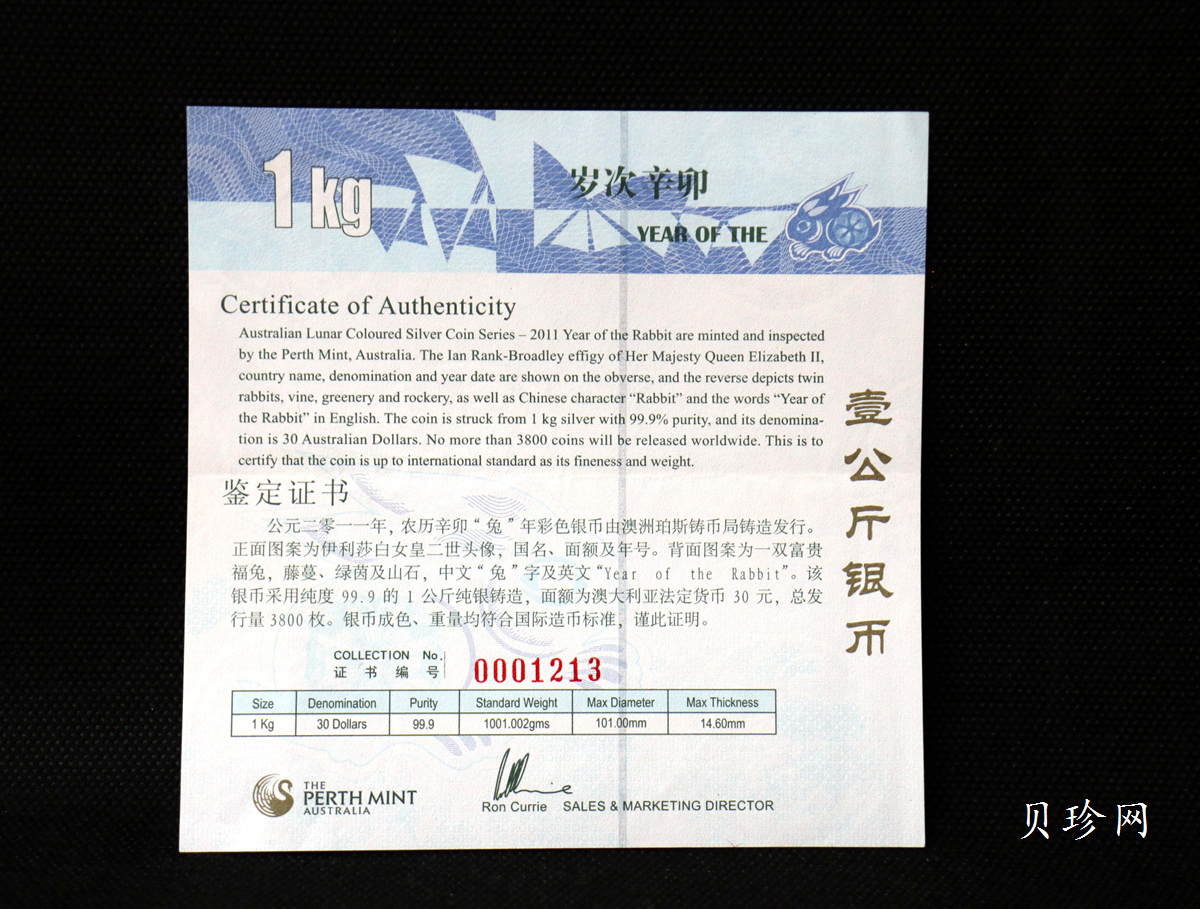 1 kg
岁次辛卯
YEAR OF THE
Certificate of Authenticity
Australian Lunar Coloured Silver Coin Series – 2011 Year of the Rabbit are minted and inspected
by the Perth Mint, Australia. The Ian Rank-Broadley effigy of Her Majesty Queen Elizabeth II,
country name, denomination and year date are shown on the obverse, and the reverse depicts twin
rabbits, vine, greenery and rockery, as well as Chinese character “Rabbit” and the words “Year of
the Rabbit” in English. The coin is struck from 1 kg silver with 99.9% purity, and its denomina-
tion is 30 Australian Dollars. No more than 3800 coins will be released worldwide. This is to
certify that the coin is up to international standard as its fineness and weight.
鉴定证书
公元二零一一年，农历辛卯“兔”年彩色银币由澳洲珀斯铸币局铸造发行。
正面图案为伊利莎白女皇二世头像，国名、面额及年号。背面图案为一双富贵
福兔，藤蔓、绿茵及山石，中文“兔”字及英文“Year of the Rabbit”。该
银币采用纯度 99.9 的 1 公斤纯银铸造，面额为澳大利亚法定货币 30 元，总发
行量 3800 枚。银币成色、重量均符合国际造币标准，谨此证明。
壹公斤银币
COLLECTION No.
证书编号
0001213
Size Denomination Purity Standard Weight Max Diameter Max Thickness
1 Kg 30 Dollars 99.9 1001.002gms 101.00mm 14.60mm
THE
PERTH MINT
AUSTRALIA
Ron Currie SALES & MARKETING DIRECTOR
贝珍网